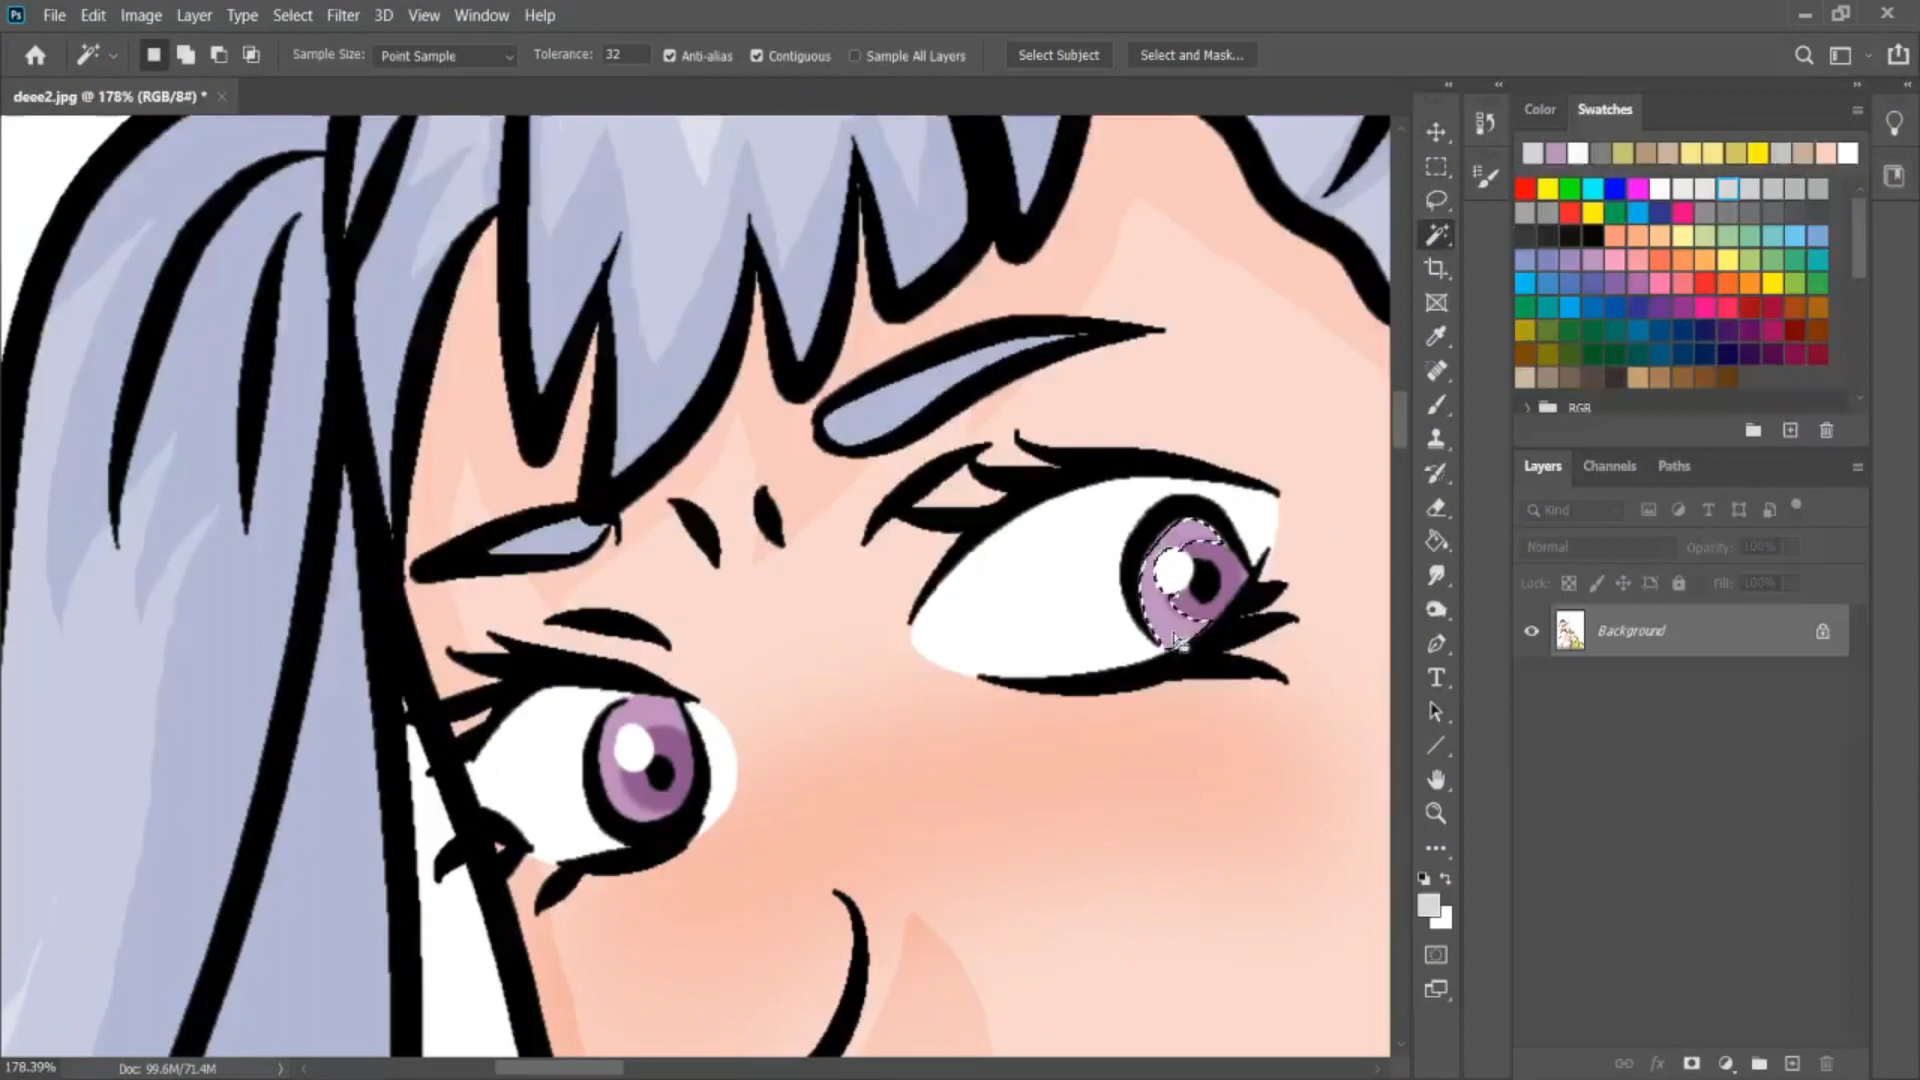 Ps File Edit Image Layer Type Select Filter 3D View Window Help
Sample Size: Point Sample Tolerance: 32 Anti-alias Contiguous Sample All Layers Select Subject Select and Mask...
deee2.jpg @ 178% (RGB/8#) *
Color Swatches
RGB
Layers Channels Paths
Kind
Normal Opacity: 100%
Lock: Fill: 100%
Background
fx
178.39% Doc: 99.6M/71.4M